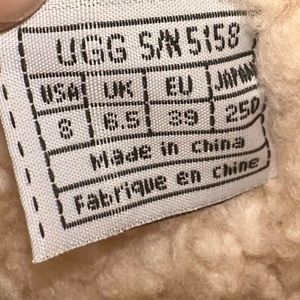 UGG S/N 5158
USA UK EU JAPAN
8 6.5 39 250
Made in China
Fabrique en Chine